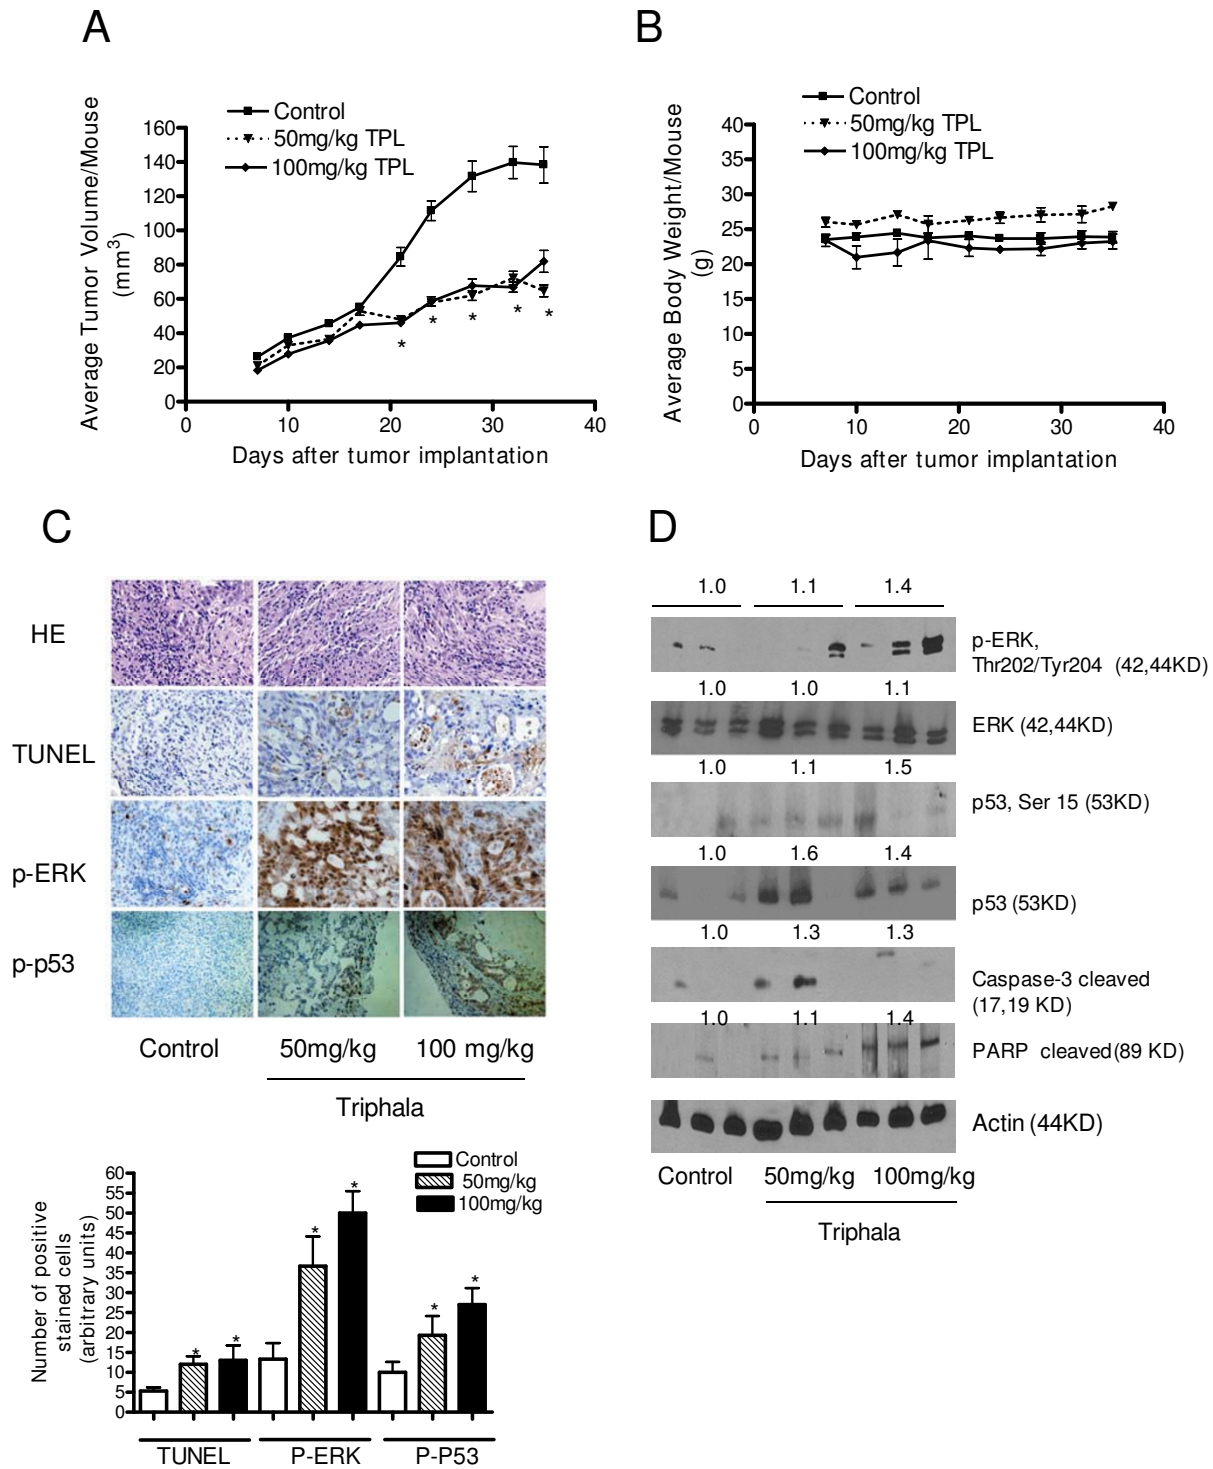 A
Control
50mg/kg TPL
100mg/kg TPL
Average Tumor Volume/Mouse
(mm³)
160
140
120
100
80
60
40
20
0
* * * * *
0 10 20 30 40
Days after tumor implantation
B
Control
50mg/kg TPL
100mg/kg TPL
Average Body Weight/Mouse
(g)
40
35
30
25
20
15
10
5
0
0 10 20 30 40
Days after tumor implantation
C
HE
TUNEL
p-ERK
p-p53
Control 50mg/kg 100 mg/kg
Triphala
Control
50mg/kg
100mg/kg
Number of positive
stained cells
(arbitrary units)
60
55
50
45
40
35
30
25
20
15
10
5
0
* * * * * *
TUNEL P-ERK P-P53
D
1.0 1.1 1.4
p-ERK,
Thr202/Tyr204 (42,44KD)
1.0 1.0 1.1
ERK (42,44KD)
1.0 1.1 1.5
p53, Ser 15 (53KD)
1.0 1.6 1.4
p53 (53KD)
1.0 1.3 1.3
Caspase-3 cleaved
(17,19 KD)
1.0 1.1 1.4
PARP cleaved(89 KD)
Actin (44KD)
Control 50mg/kg 100mg/kg
Triphala